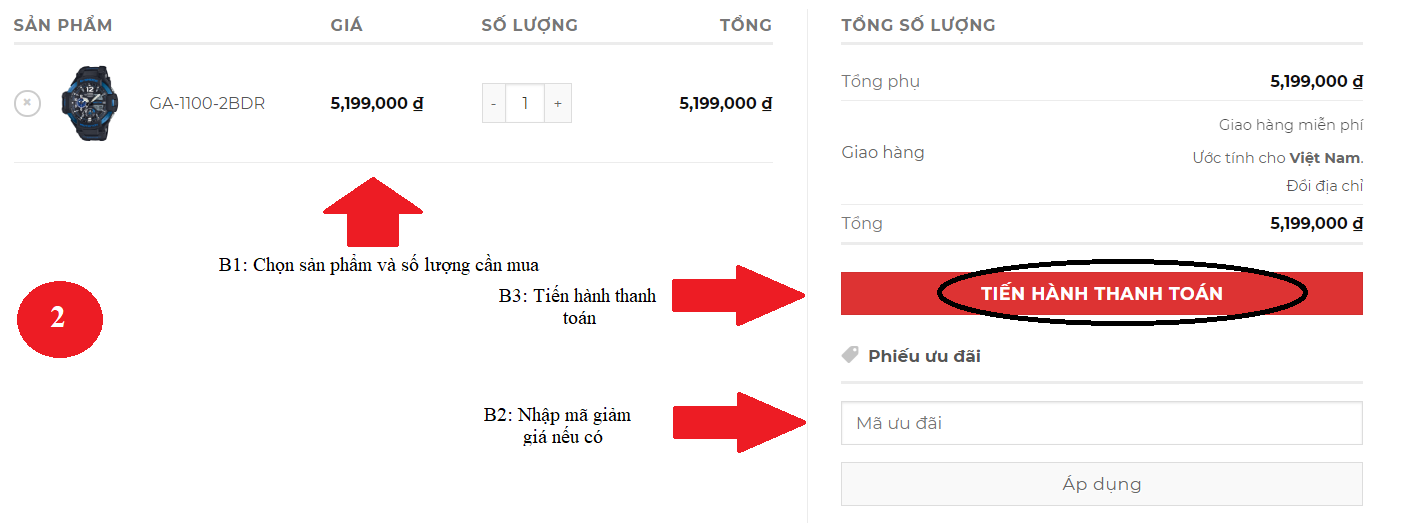 SẢN PHẨM GIÁ SỐ LƯỢNG TỔNG
× GA-1100-2BDR 5,199,000 ₫ - 1 + 5,199,000 ₫
B1: Chọn sản phẩm và số lượng cần mua
2
B3: Tiến hành thanh
toán
B2: Nhập mã giảm
giá nếu có
TỔNG SỐ LƯỢNG
Tổng phụ 5,199,000 ₫
Giao hàng miễn phí
Giao hàng
Ước tính cho Việt Nam.
Đổi địa chỉ
Tổng 5,199,000 ₫
TIẾN HÀNH THANH TOÁN
Phiếu ưu đãi
Mã ưu đãi
Áp dụng